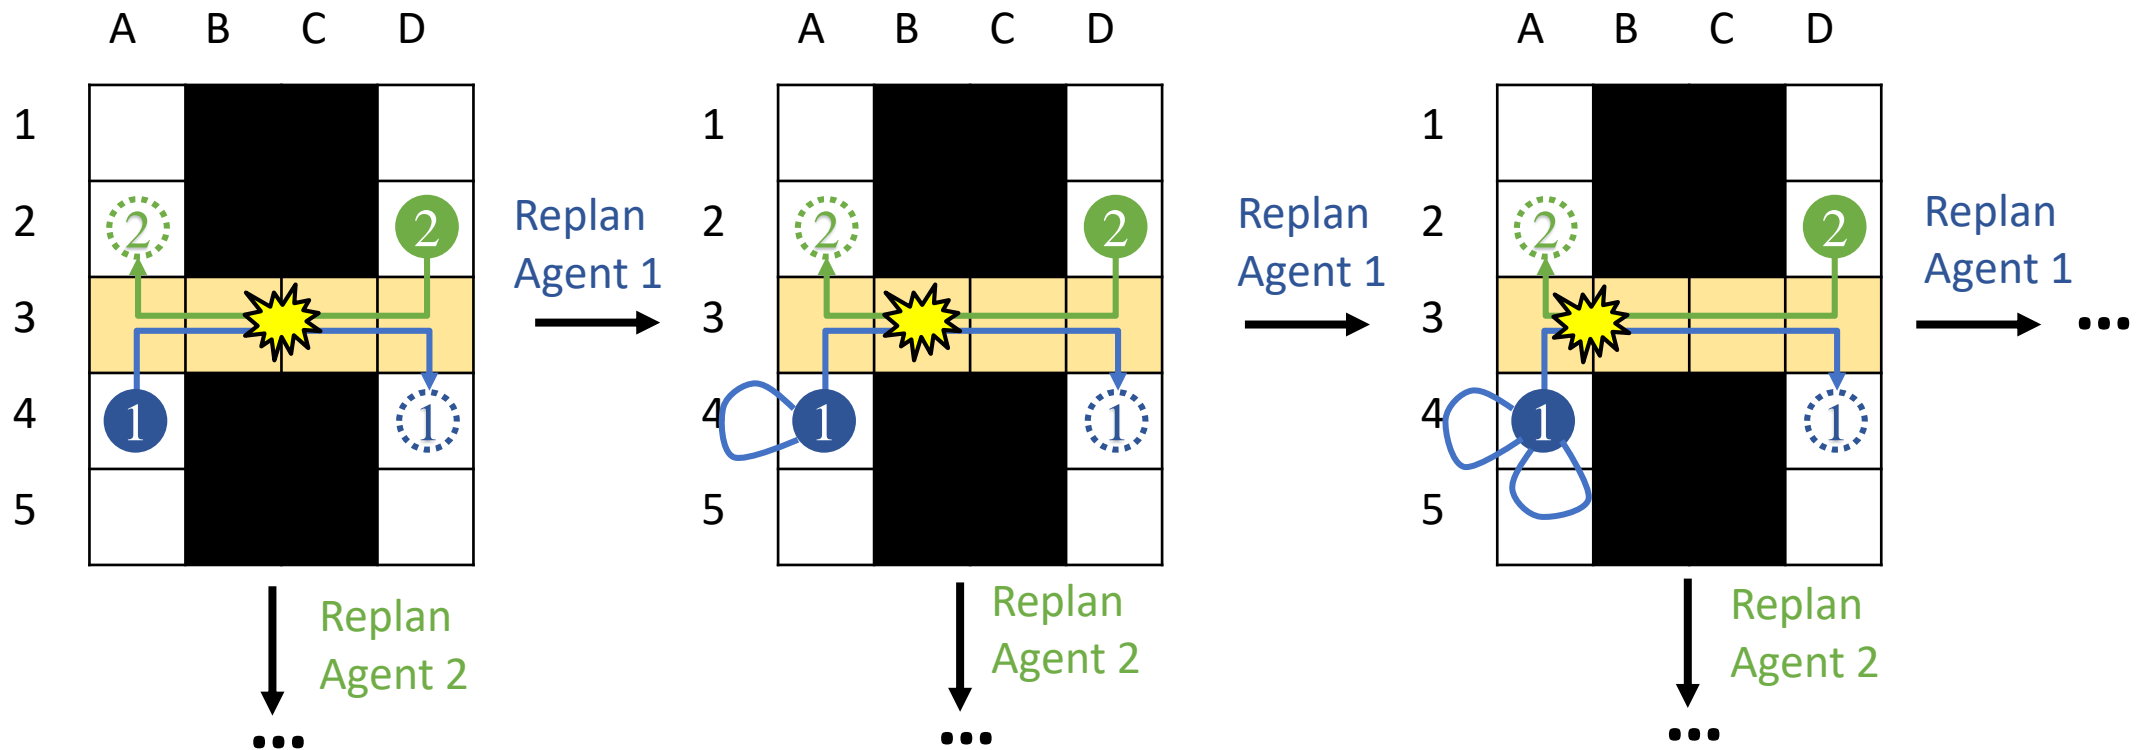 A B C D
1
2 2 2
3
4 1 1
5
Replan
Agent 1
Replan
Agent 2
...
A B C D
1
2 2 2
3
4 1 1
5
Replan
Agent 1
Replan
Agent 2
...
A B C D
1
2 2 2
3
4 1 1
5
Replan
Agent 1
...
Replan
Agent 2
...